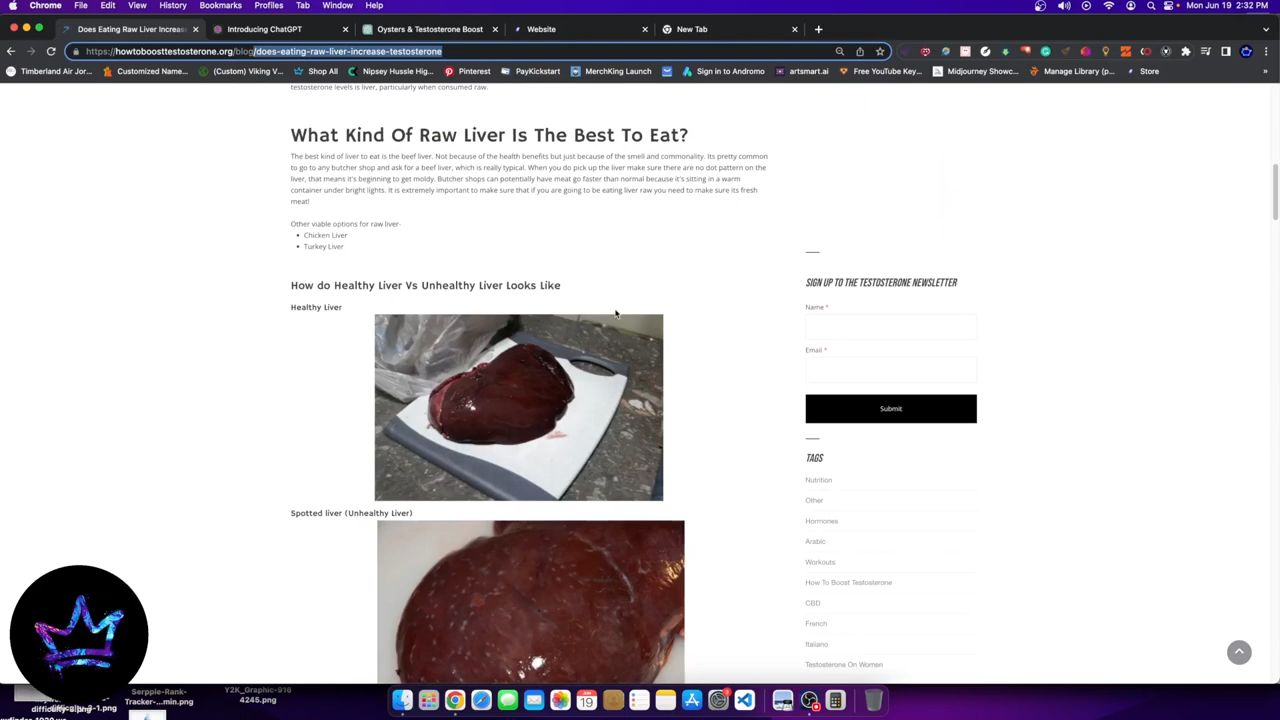 Chrome File Edit View History Bookmarks Profiles Tab Window Help
Mon Jun 19 2:32 PM
Does Eating Raw Liver Increas
Introducing ChatGPT
Oysters & Testosterone Boost
Website
New Tab
https://howtoboosttestosterone.org/blog/does-eating-raw-liver-increase-testosterone
Timberland Air Jor...
Customized Name...
(Custom) Viking V...
Shop All
Nipsey Hussle Hig...
Pinterest
PayKickstart
MerchKing Launch
Sign in to Andromo
artsmart.ai
Free YouTube Key...
Midjourney Showc...
Manage Library (p...
Store
testosterone levels is liver, particularly when consumed raw.
What Kind Of Raw Liver Is The Best To Eat?
The best kind of liver to eat is the beef liver. Not because of the health benefits but just because of the smell and commonality. Its pretty common
to go to any butcher shop and ask for a beef liver, which is really typical. When you do pick up the liver make sure there are no dot pattern on the
liver, that means it's beginning to get moldy. Butcher shops can potentially have meat go faster than normal because it's sitting in a warm
container under bright lights. It is extremely important to make sure that if you are going to be eating liver raw you need to make sure its fresh
meat!
Other viable options for raw liver-
Chicken Liver
Turkey Liver
How do Healthy Liver Vs Unhealthy Liver Looks Like
Healthy Liver
Spotted liver (Unhealthy Liver)
SIGN UP TO THE TESTOSTERONE NEWSLETTER
Name *
Email *
Submit
TAGS
Nutrition
Other
Hormones
Arabic
Workouts
How To Boost Testosterone
CBD
French
Italiano
Testosterone On Women
Serpple-Rank-
Tracker-...min.png
Y2K_Graphic-916
4245.png
JUN
19